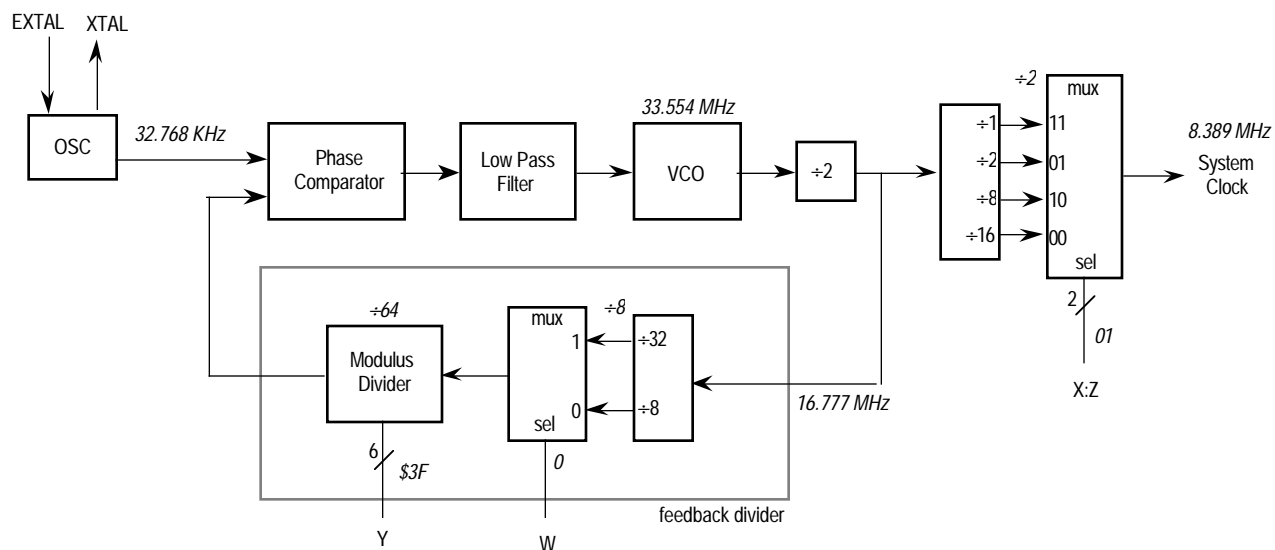 EXTAL
XTAL
OSC
32.768 KHz
Phase
Comparator
Low Pass
Filter
33.554 MHz
VCO
÷2
÷1
÷2
÷8
÷16
÷2
mux
11
01
10
00
sel
2
01
X:Z
8.389 MHz
System
Clock
÷64
Modulus
Divider
6
$3F
Y
mux
1
0
sel
0
W
÷8
÷32
÷8
16.777 MHz
feedback divider